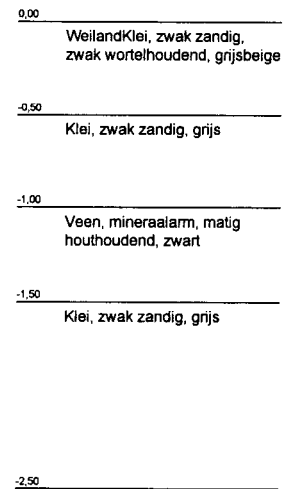 0,00
WeilandKlei, zwak zandig,
zwak wortelhoudend, grijsbeige
-0,50
Klei, zwak zandig, grijs
-1,00
Veen, mineraalarm, matig
houthoudend, zwart
-1,50
Klei, zwak zandig, grijs
-2,50